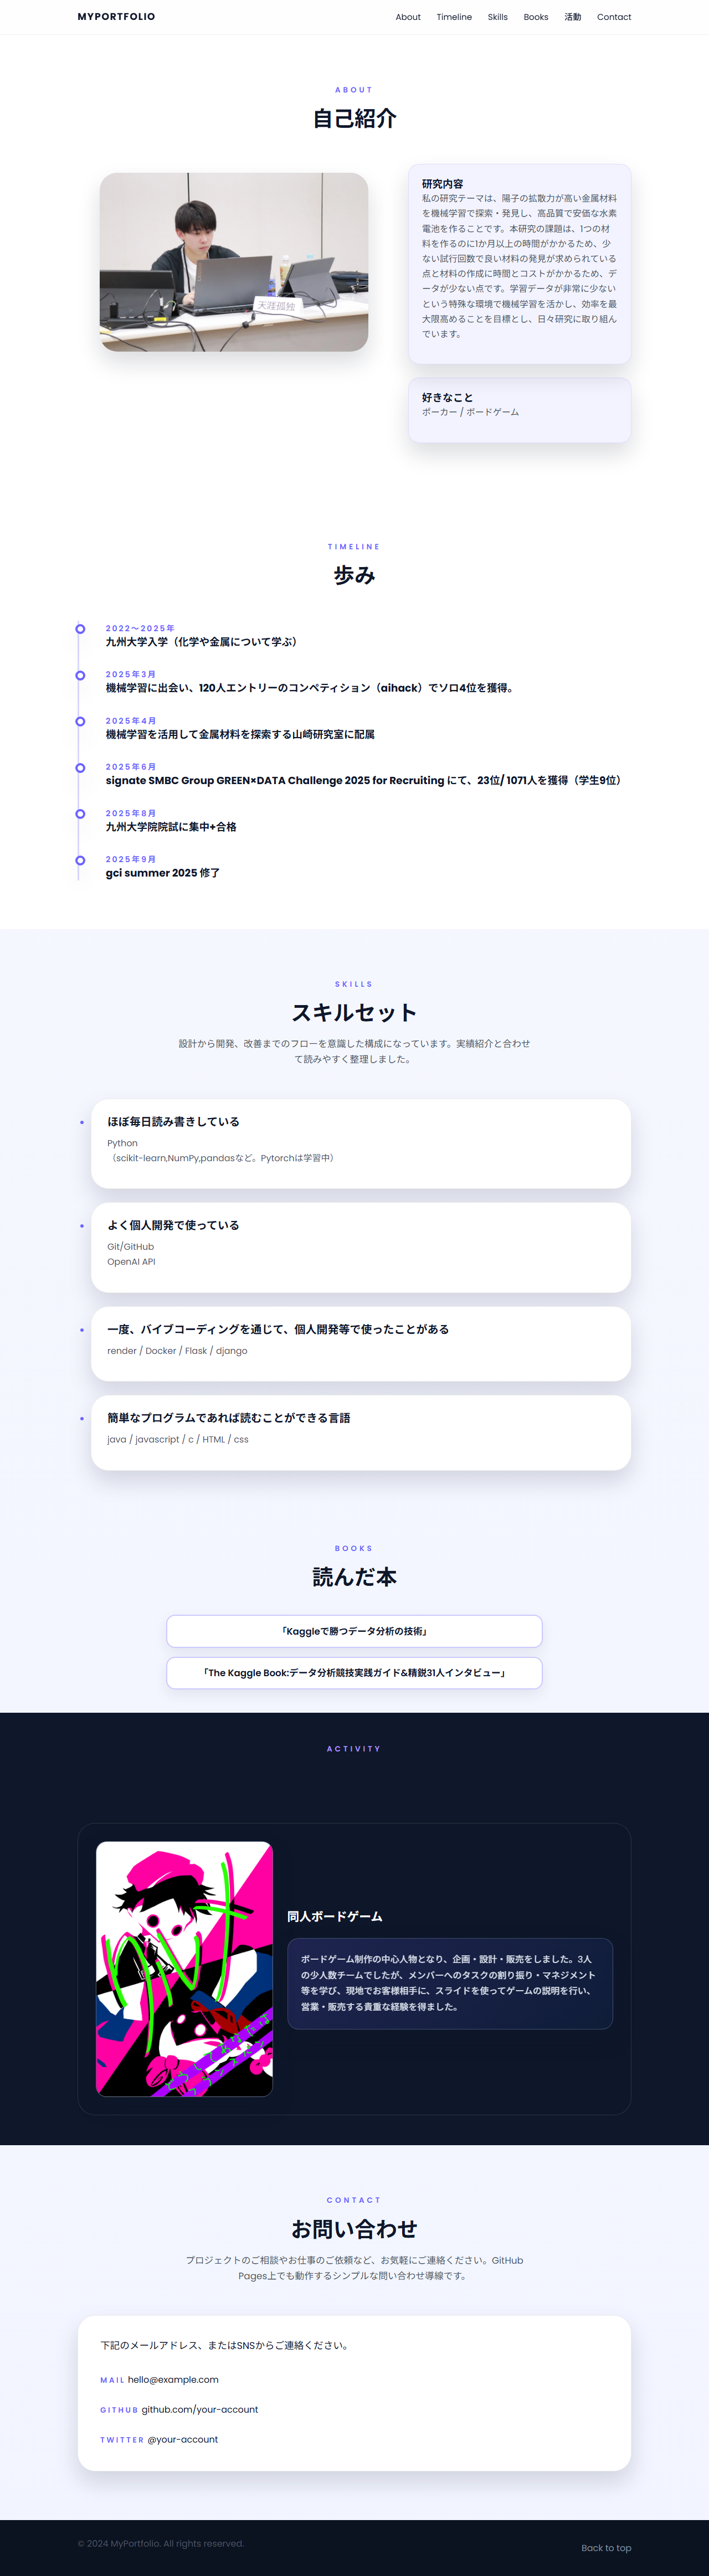 MYPORTFOLIO
About Timeline Skills Books 活動 Contact
ABOUT
自己紹介
天涯孤独
研究内容
私の研究テーマは、陽子の拡散力が高い金属材料
を機械学習で探索・発見し、高品質で安価な水素
電池を作ることです。本研究の課題は、1つの材
料を作るのに1か月以上の時間がかかるため、少
ない試行回数で良い材料の発見が求められている
点と材料の作成に時間とコストがかかるため、デ
ータが少ない点です。学習データが非常に少ない
という特殊な環境で機械学習を活かし、効率を最
大限高めることを目標とし、日々研究に取り組ん
でいます。
好きなこと
ポーカー / ボードゲーム
TIMELINE
歩み
2022〜2025年
九州大学入学（化学や金属について学ぶ）
2025年3月
機械学習に出会い、120人エントリーのコンペティション（aihack）でソロ4位を獲得。
2025年4月
機械学習を活用して金属材料を探索する山崎研究室に配属
2025年6月
signate SMBC Group GREEN×DATA Challenge 2025 for Recruiting にて、23位/ 1071人を獲得（学生9位）
2025年8月
九州大学院院試に集中+合格
2025年9月
gci summer 2025 修了
SKILLS
スキルセット
設計から開発、改善までのフローを意識した構成になっています。実績紹介と合わせ
て読みやすく整理しました。
ほぼ毎日読み書きしている
Python
（scikit-learn,NumPy,pandasなど。Pytorchは学習中）
よく個人開発で使っている
Git/GitHub
OpenAI API
一度、バイブコーディングを通じて、個人開発等で使ったことがある
render / Docker / Flask / django
簡単なプログラムであれば読むことができる言語
java / javascript / c / HTML / css
BOOKS
読んだ本
「Kaggleで勝つデータ分析の技術」
「The Kaggle Book:データ分析競技実践ガイド&精鋭31人インタビュー」
ACTIVITY
同人ボードゲーム
ボードゲーム制作の中心人物となり、企画・設計・販売をしました。3人
の少人数チームでしたが、メンバーへのタスクの割り振り・マネジメント
等を学び、現地でお客様相手に、スライドを使ってゲームの説明を行い、
営業・販売する貴重な経験を得ました。
CONTACT
お問い合わせ
プロジェクトのご相談やお仕事のご依頼など、お気軽にご連絡ください。GitHub
Pages上でも動作するシンプルな問い合わせ導線です。
下記のメールアドレス、またはSNSからご連絡ください。
MAIL hello@example.com
GITHUB github.com/your-account
TWITTER @your-account
© 2024 MyPortfolio. All rights reserved.
Back to top